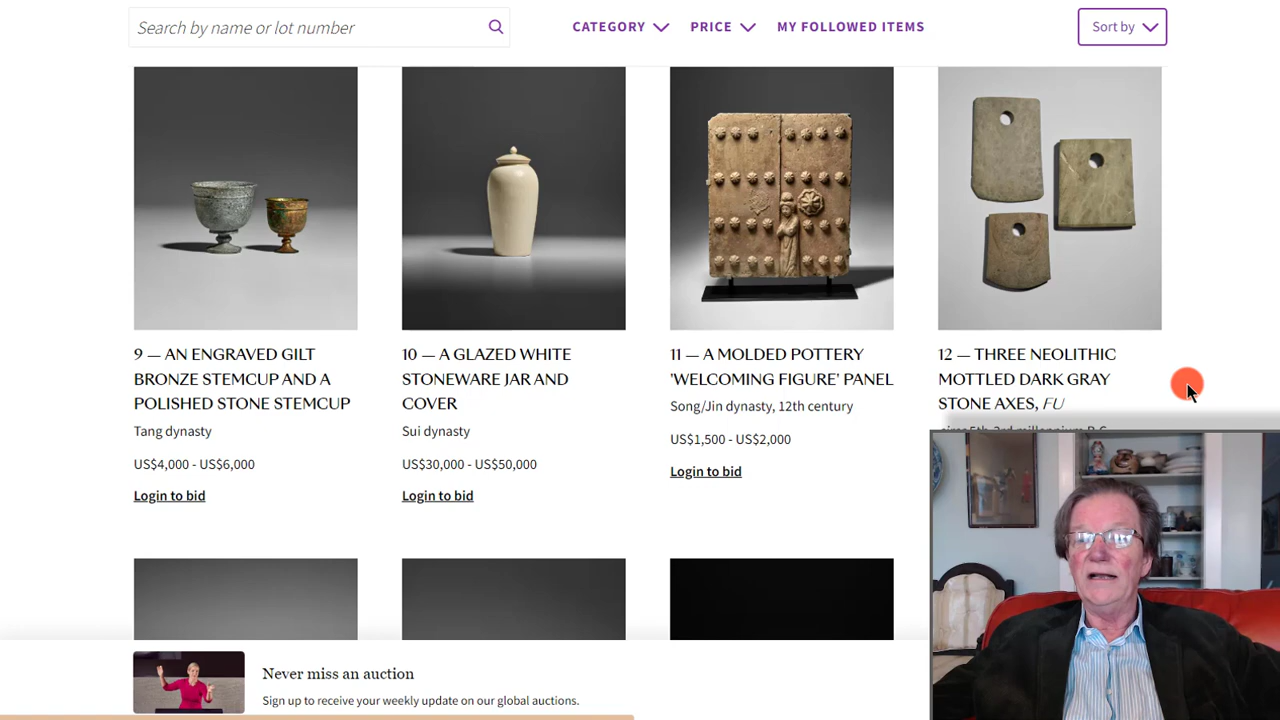 Search by name or lot number
CATEGORY
PRICE
MY FOLLOWED ITEMS
Sort by
9 — AN ENGRAVED GILT
BRONZE STEMCUP AND A
POLISHED STONE STEMCUP
Tang dynasty
US$4,000 - US$6,000
Login to bid
10 — A GLAZED WHITE
STONEWARE JAR AND
COVER
Sui dynasty
US$30,000 - US$50,000
Login to bid
11 — A MOLDED POTTERY
'WELCOMING FIGURE' PANEL
Song/Jin dynasty, 12th century
US$1,500 - US$2,000
Login to bid
12 — THREE NEOLITHIC
MOTTLED DARK GRAY
STONE AXES, FU
circa 5th-3rd millennium B.C.
Never miss an auction
Sign up to receive your weekly update on our global auctions.